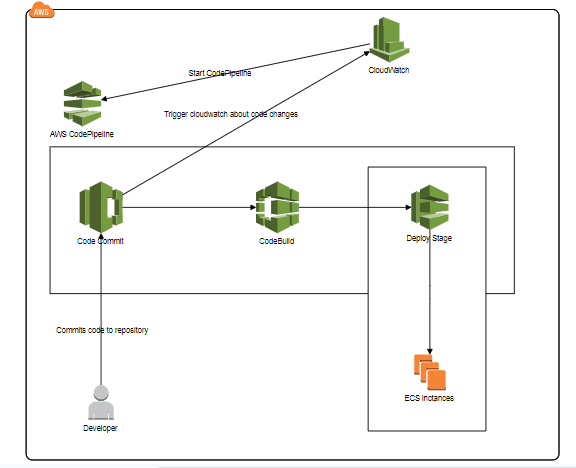 AWS
CloudWatch
Start CodePipeline
Trigger cloudwatch about code changes
AWS CodePipeline
Code Commit
CodeBuild
Deploy Stage
Commits code to repository
ECS Instances
Developer